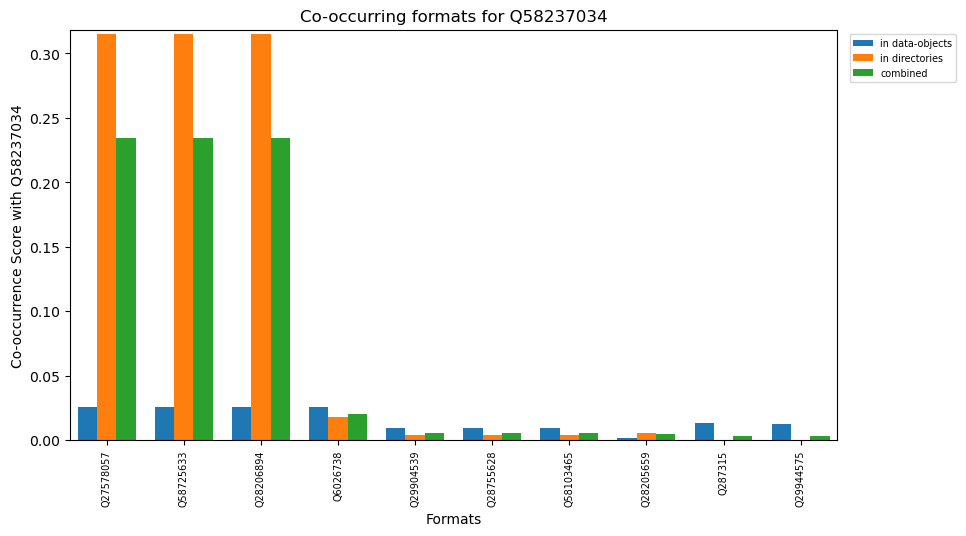 Co-occurring formats for Q58237034
in data-objects
in directories
combined
Co-occurrence Score with Q58237034
0.30
0.25
0.20
0.15
0.10
0.05
0.00
Q27578057
Q58725633
Q28206894
Q6026738
Q29904539
Q28755628
Q58103465
Q28205659
Q287315
Q29944575
Formats